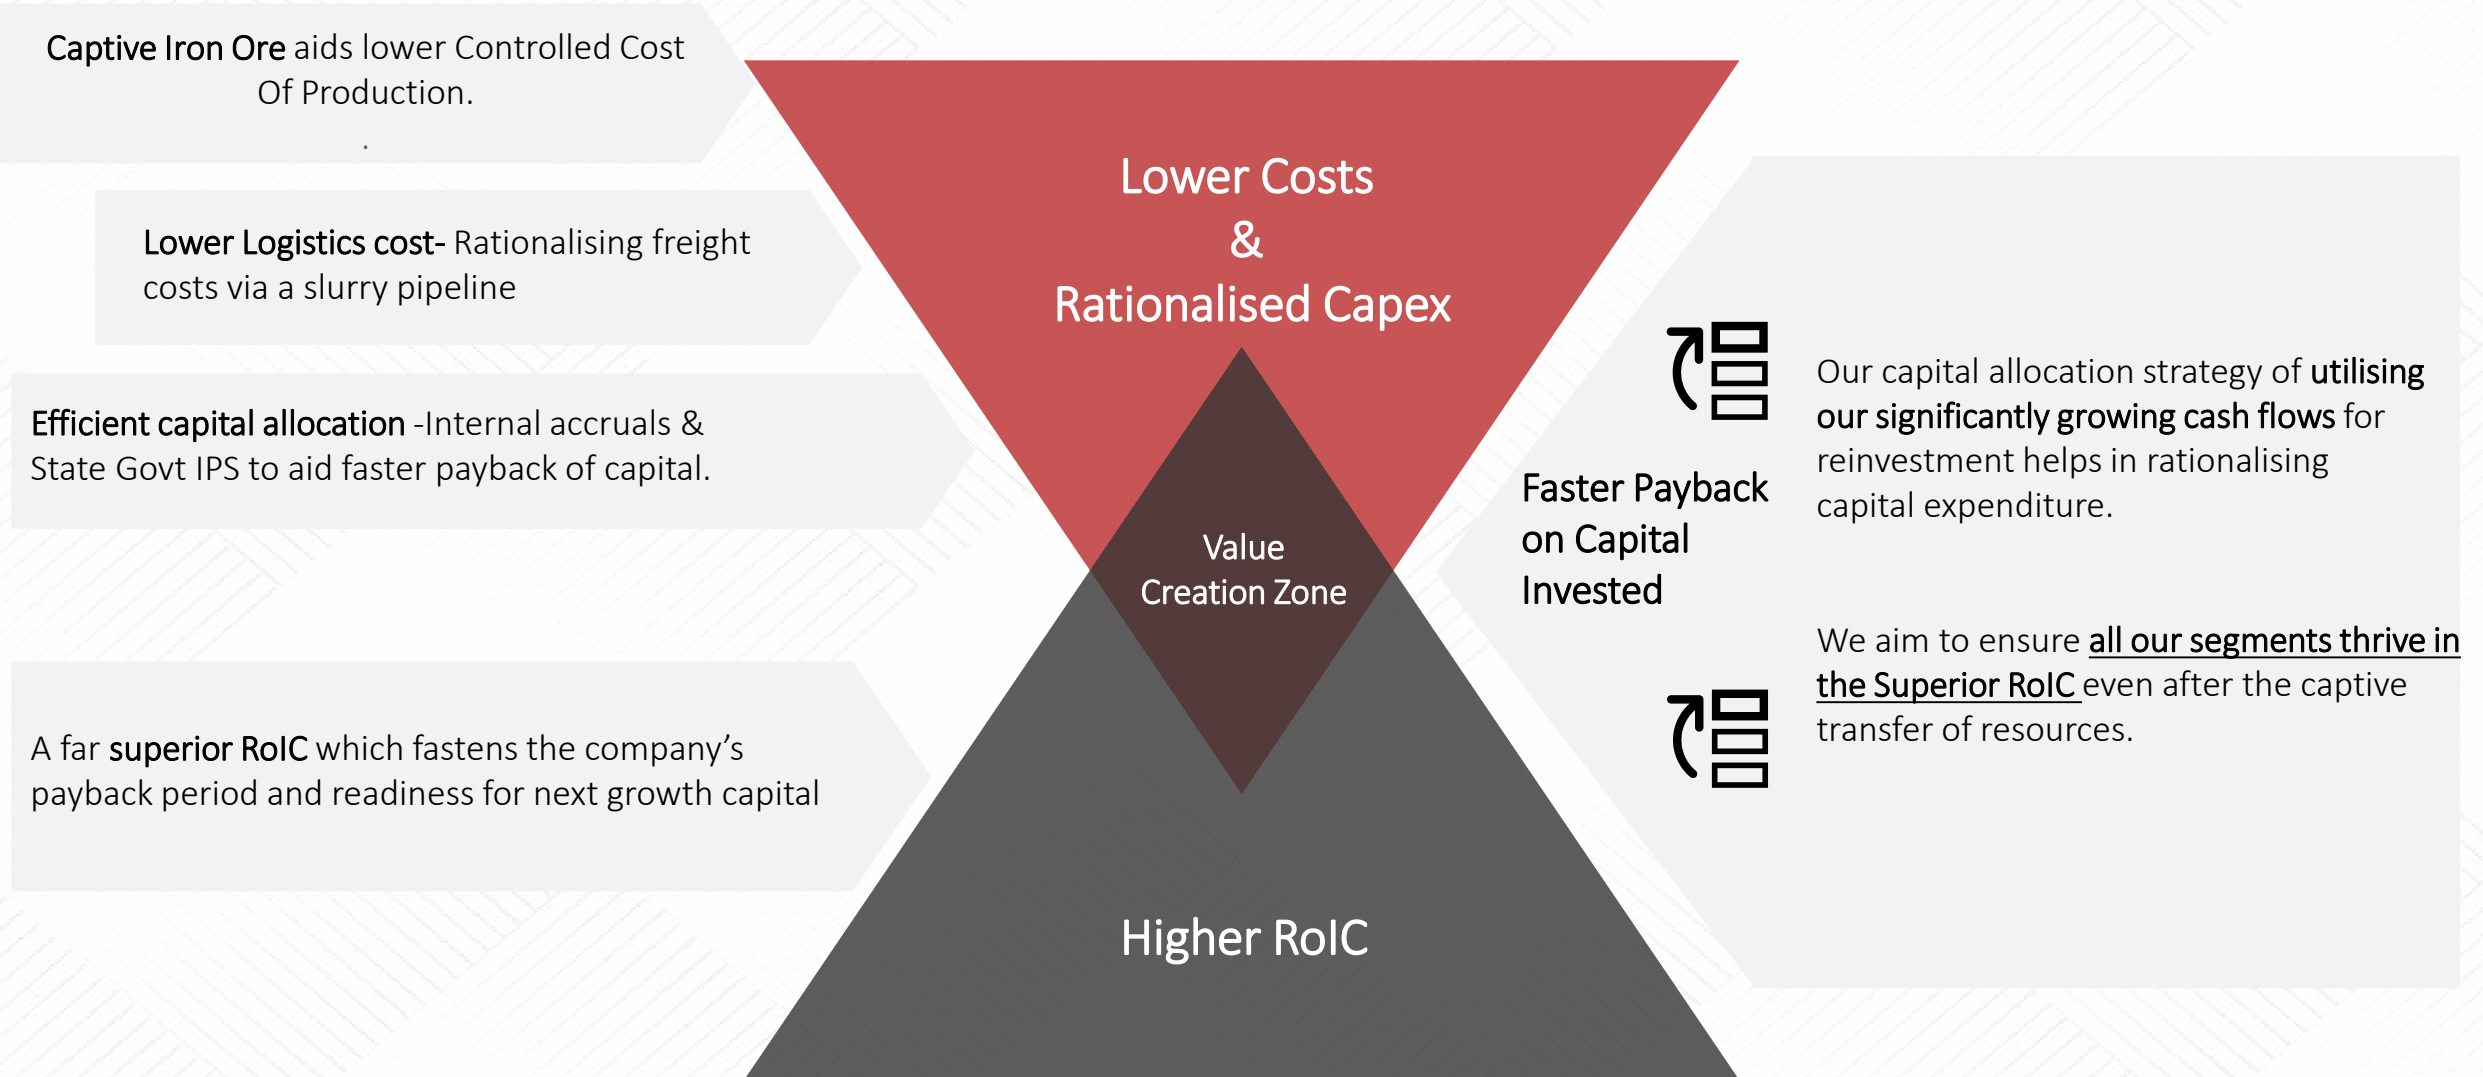 Captive Iron Ore aids lower Controlled Cost
Of Production.
.
Lower Logistics cost- Rationalising freight
costs via a slurry pipeline
Efficient capital allocation -Internal accruals &
State Govt IPS to aid faster payback of capital.
A far superior RoIC which fastens the company’s
payback period and readiness for next growth capital
Lower Costs
&
Rationalised Capex
Value
Creation Zone
Higher RoIC
Faster Payback
on Capital
Invested
Our capital allocation strategy of utilising
our significantly growing cash flows for
reinvestment helps in rationalising
capital expenditure.
We aim to ensure all our segments thrive in
the Superior RoIC even after the captive
transfer of resources.